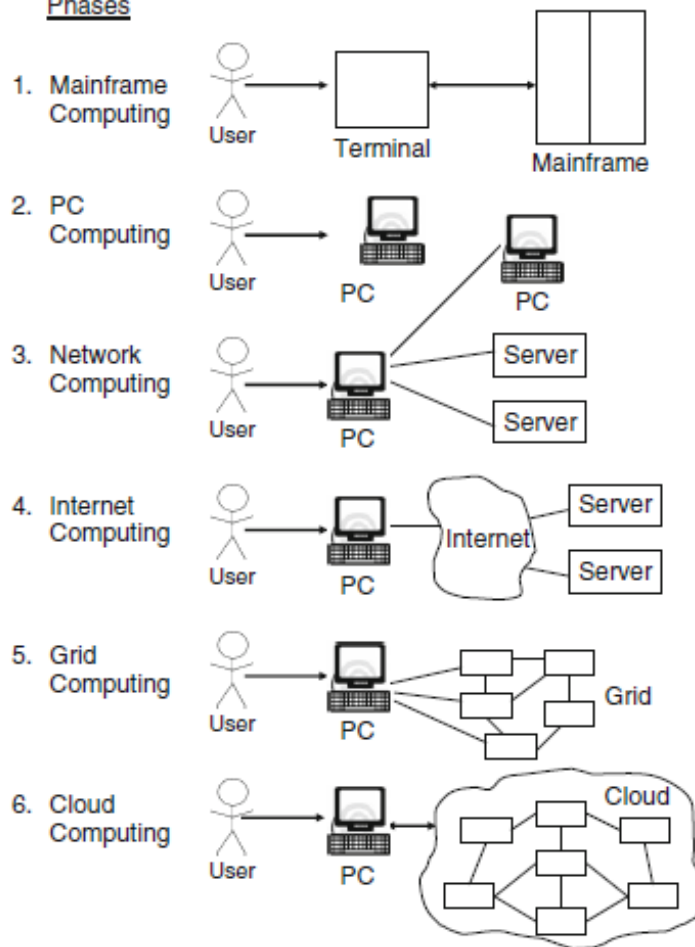 Phases
1. Mainframe
Computing
User
Terminal
Mainframe
2. PC
Computing
User
PC
PC
3. Network
Computing
User
PC
Server
Server
4. Internet
Computing
User
PC
Internet
Server
Server
5. Grid
Computing
User
PC
Grid
6. Cloud
Computing
User
PC
Cloud